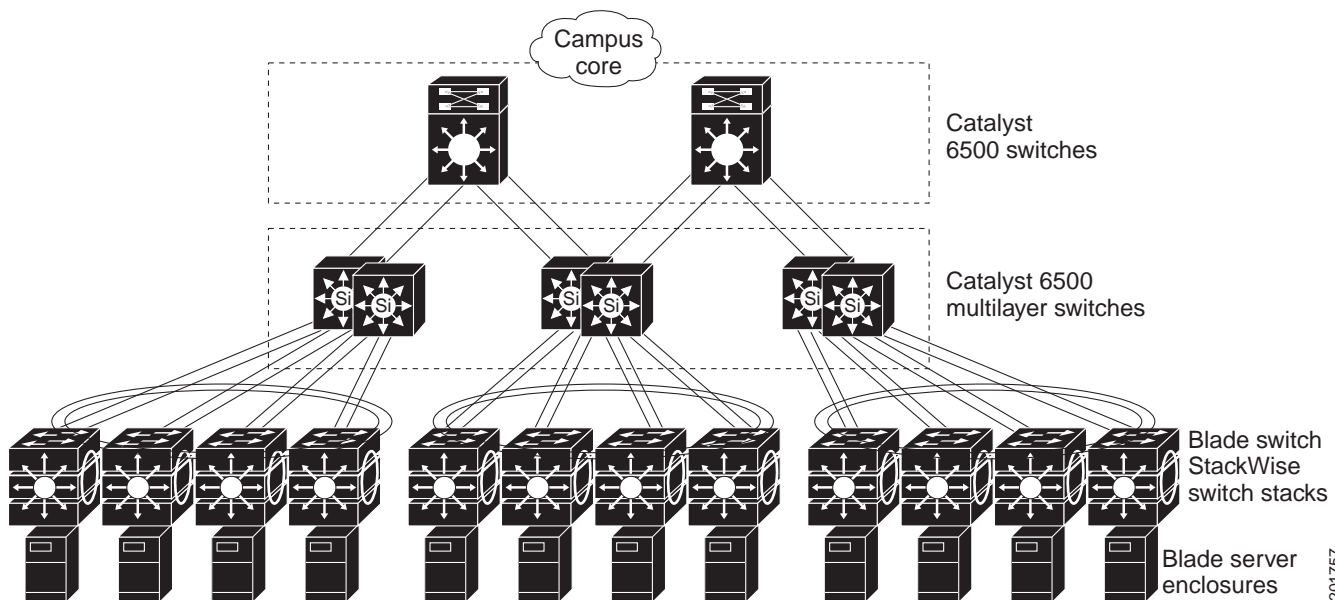 Campus
core
Catalyst
6500 switches
Si
Si
Si
Si
Si
Si
Catalyst 6500
multilayer switches
Blade switch
StackWise
switch stacks
Blade server
enclosures
201757